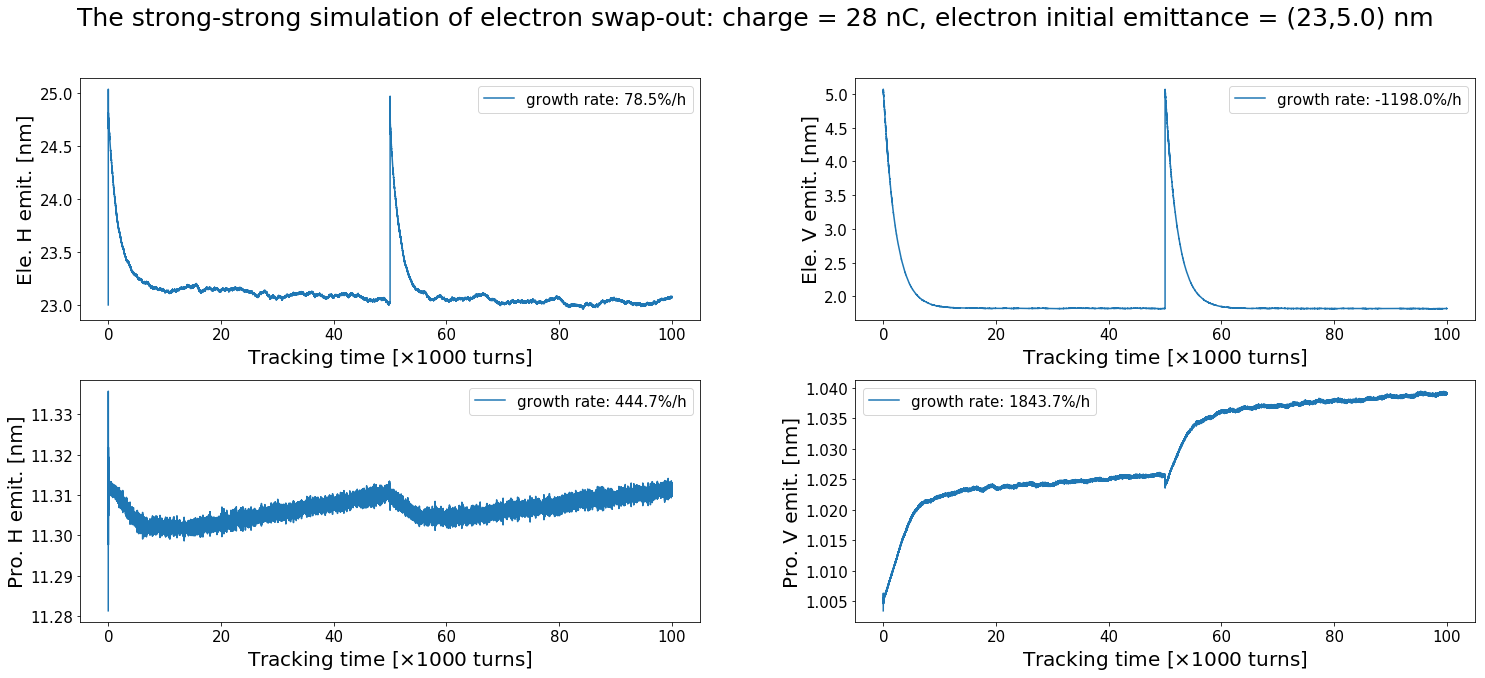 The strong-strong simulation of electron swap-out: charge = 28 nC, electron initial emittance = (23,5.0) nm
Ele. H emit. [nm]
25.0
24.5
24.0
23.5
23.0
growth rate: 78.5%/h
0 20 40 60 80 100
Tracking time [×1000 turns]
Ele. V emit. [nm]
5.0
4.5
4.0
3.5
3.0
2.5
2.0
growth rate: -1198.0%/h
0 20 40 60 80 100
Tracking time [×1000 turns]
Pro. H emit. [nm]
11.33
11.32
11.31
11.30
11.29
11.28
growth rate: 444.7%/h
0 20 40 60 80 100
Tracking time [×1000 turns]
Pro. V emit. [nm]
1.040
1.035
1.030
1.025
1.020
1.015
1.010
1.005
growth rate: 1843.7%/h
0 20 40 60 80 100
Tracking time [×1000 turns]